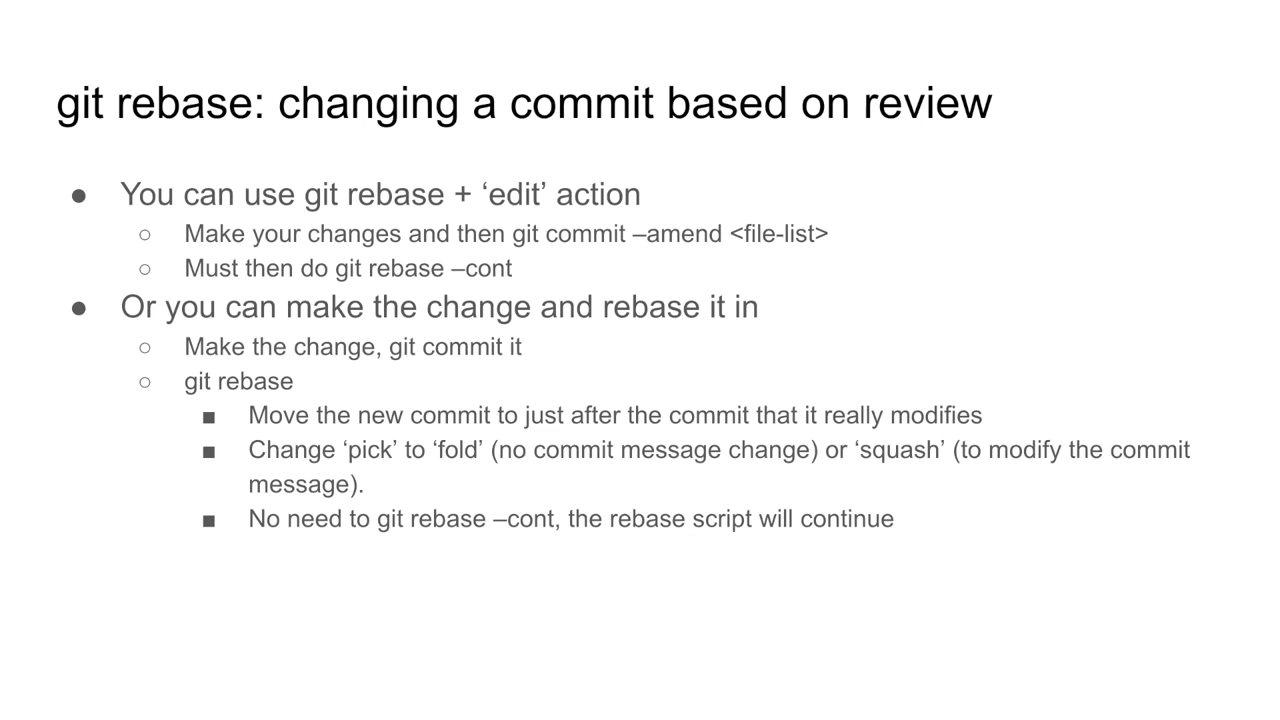 git rebase: changing a commit based on review
● You can use git rebase + ‘edit’ action
○ Make your changes and then git commit –amend <file-list>
○ Must then do git rebase –cont
● Or you can make the change and rebase it in
○ Make the change, git commit it
○ git rebase
■ Move the new commit to just after the commit that it really modifies
■ Change ‘pick’ to ‘fold’ (no commit message change) or ‘squash’ (to modify the commit
message).
■ No need to git rebase –cont, the rebase script will continue